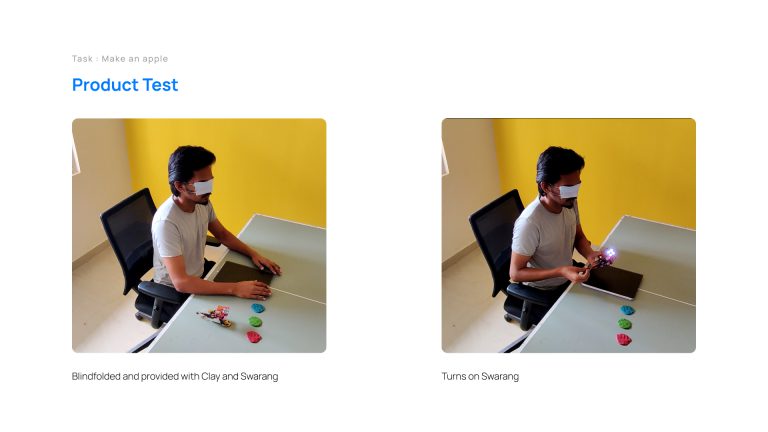 Task : Make an apple
Product Test
Blindfolded and provided with Clay and Swarang
Turns on Swarang